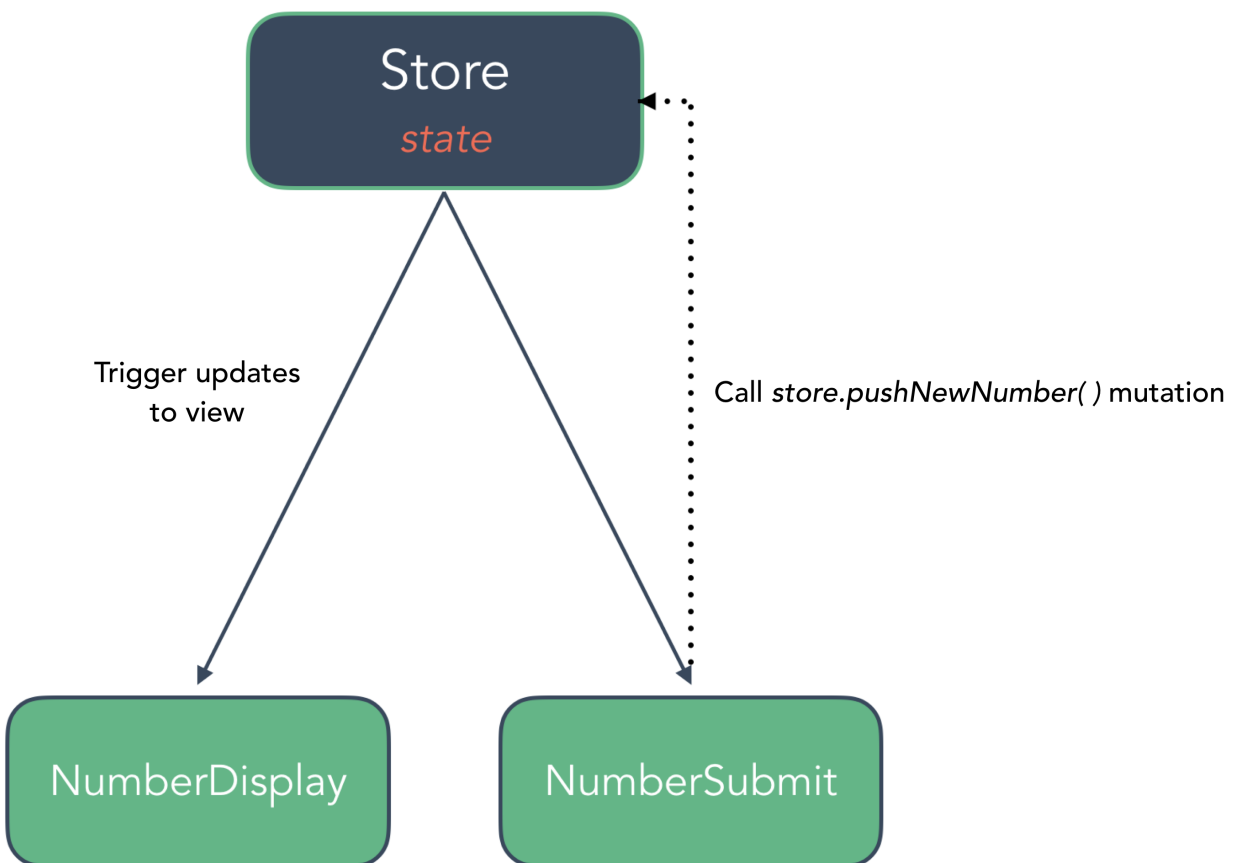 Store
state
Trigger updates
to view
Call store.pushNewNumber( ) mutation
NumberDisplay
NumberSubmit